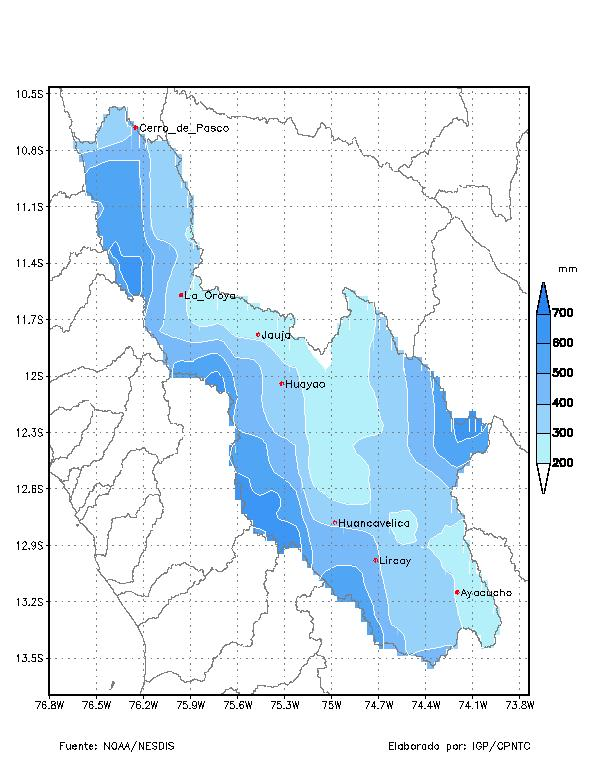 10.5S
Cerro_de_Pasco
10.8S
11.1S
11.4S
mm
La_Oroya
11.7S
700
Jauja
600
12S
Huayao
500
400
12.3S
300
200
12.6S
Huancavelica
12.9S
Lircay
Ayacucho
13.2S
13.5S
76.8W 76.5W 76.2W 75.9W 75.6W 75.3W 75W 74.7W 74.4W 74.1W 73.8W
Fuente: NOAA/NESDIS Elaborado por: IGP/CPNTC